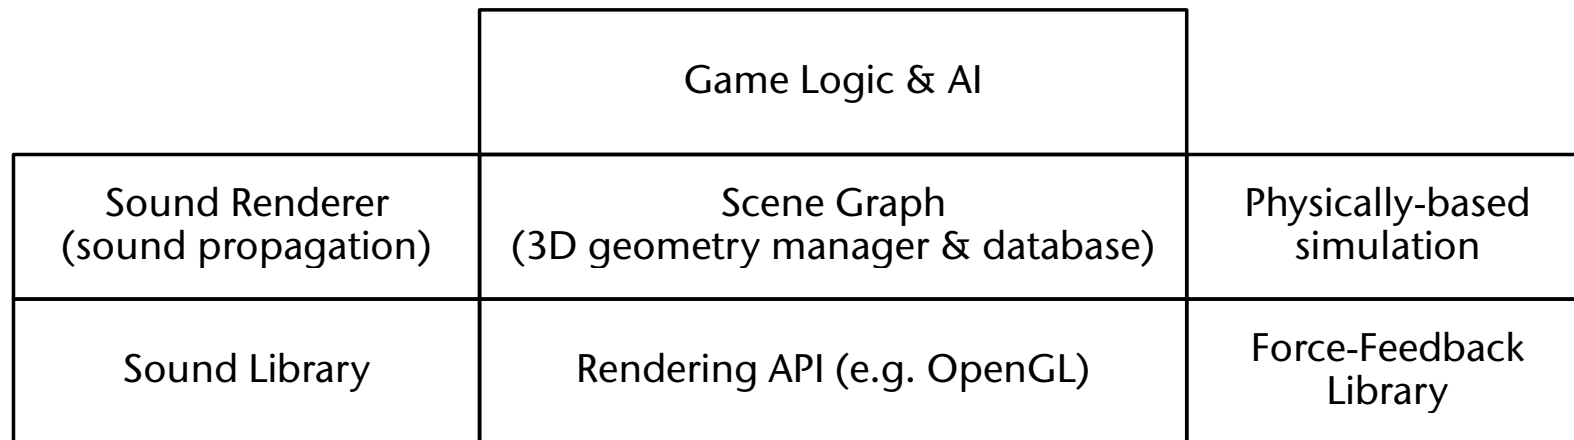 Game Logic & AI
Sound Renderer
(sound propagation)
Scene Graph
(3D geometry manager & database)
Physically-based
simulation
Sound Library
Rendering API (e.g. OpenGL)
Force-Feedback
Library